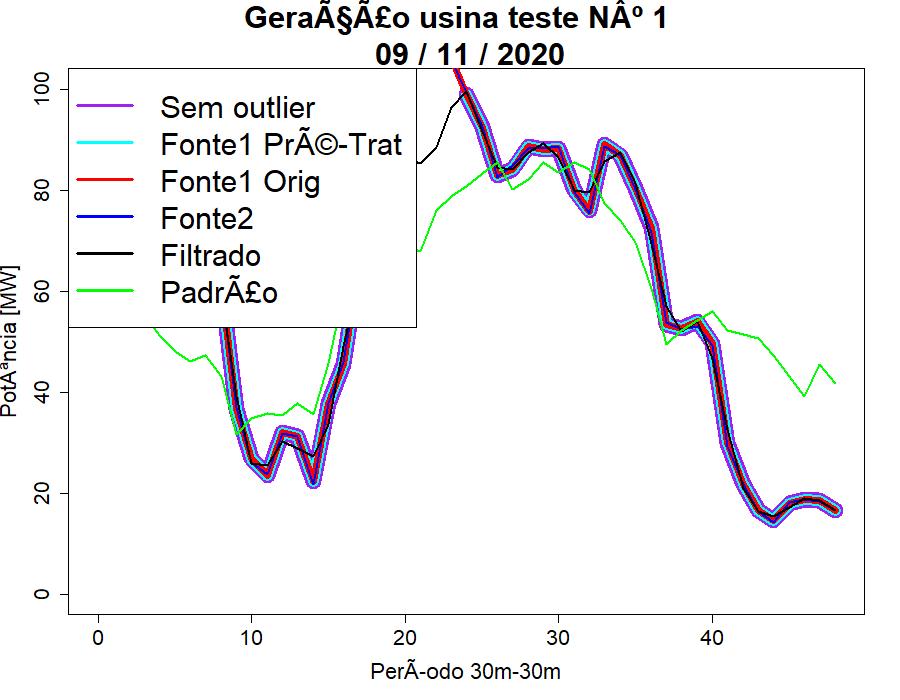 GeraÃ§Ã£o usina teste NÂº 1
09 / 11 / 2020
Sem outlier
Fonte1 PrÃ©-Trat
Fonte1 Orig
Fonte2
Filtrado
PadrÃ£o
PotÃªncia [MW]
100
80
60
40
20
0
0 10 20 30 40
PerÃ-odo 30m-30m